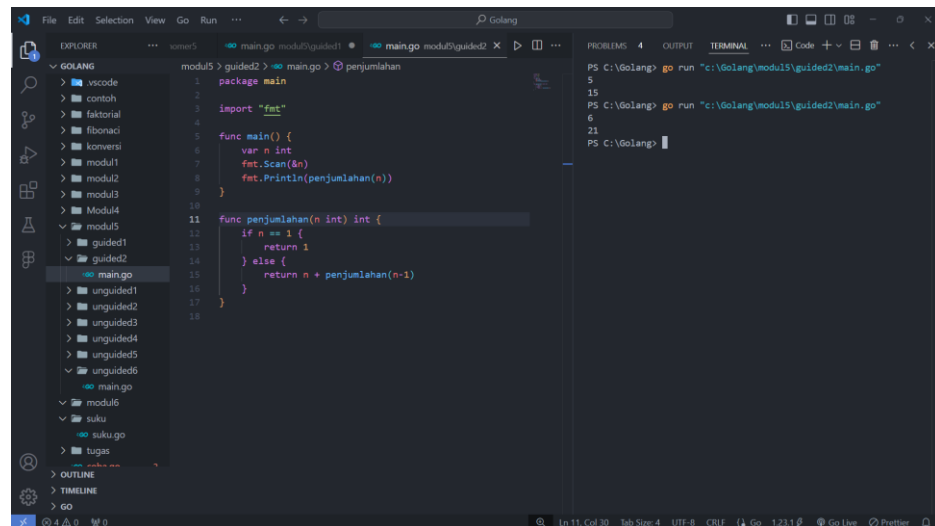 File Edit Selection View Go Run ··· ← → Golang
EXPLORER ···
GOLANG
.vscode
contoh
faktorial
fibonaci
konversi
modul1
modul2
modul3
Modul4
modul5
guided1
guided2
main.go
unguided1
unguided2
unguided3
unguided4
unguided5
unguided6
main.go
modul6
suku
suku.go
tugas
OUTLINE
TIMELINE
GO
somer5 main.go modul5\guided1 main.go modul5\guided2 ×
modul5 > guided2 > main.go > penjumlahan
1 package main
2
3 import "fmt"
4
5 func main() {
6 var n int
7 fmt.Scan(&n)
8 fmt.Println(penjumlahan(n))
9 }
10
11 func penjumlahan(n int) int {
12 if n == 1 {
13 return 1
14 } else {
15 return n + penjumlahan(n-1)
16 }
17 }
18
PROBLEMS 4 OUTPUT TERMINAL ··· Code
PS C:\Golang> go run "c:\Golang\modul5\guided2\main.go"
5
15
PS C:\Golang> go run "c:\Golang\modul5\guided2\main.go"
6
21
PS C:\Golang>
4 0 0 Ln 11, Col 30 Tab Size: 4 UTF-8 CRLF Go 1.23.1 Go Live Prettier